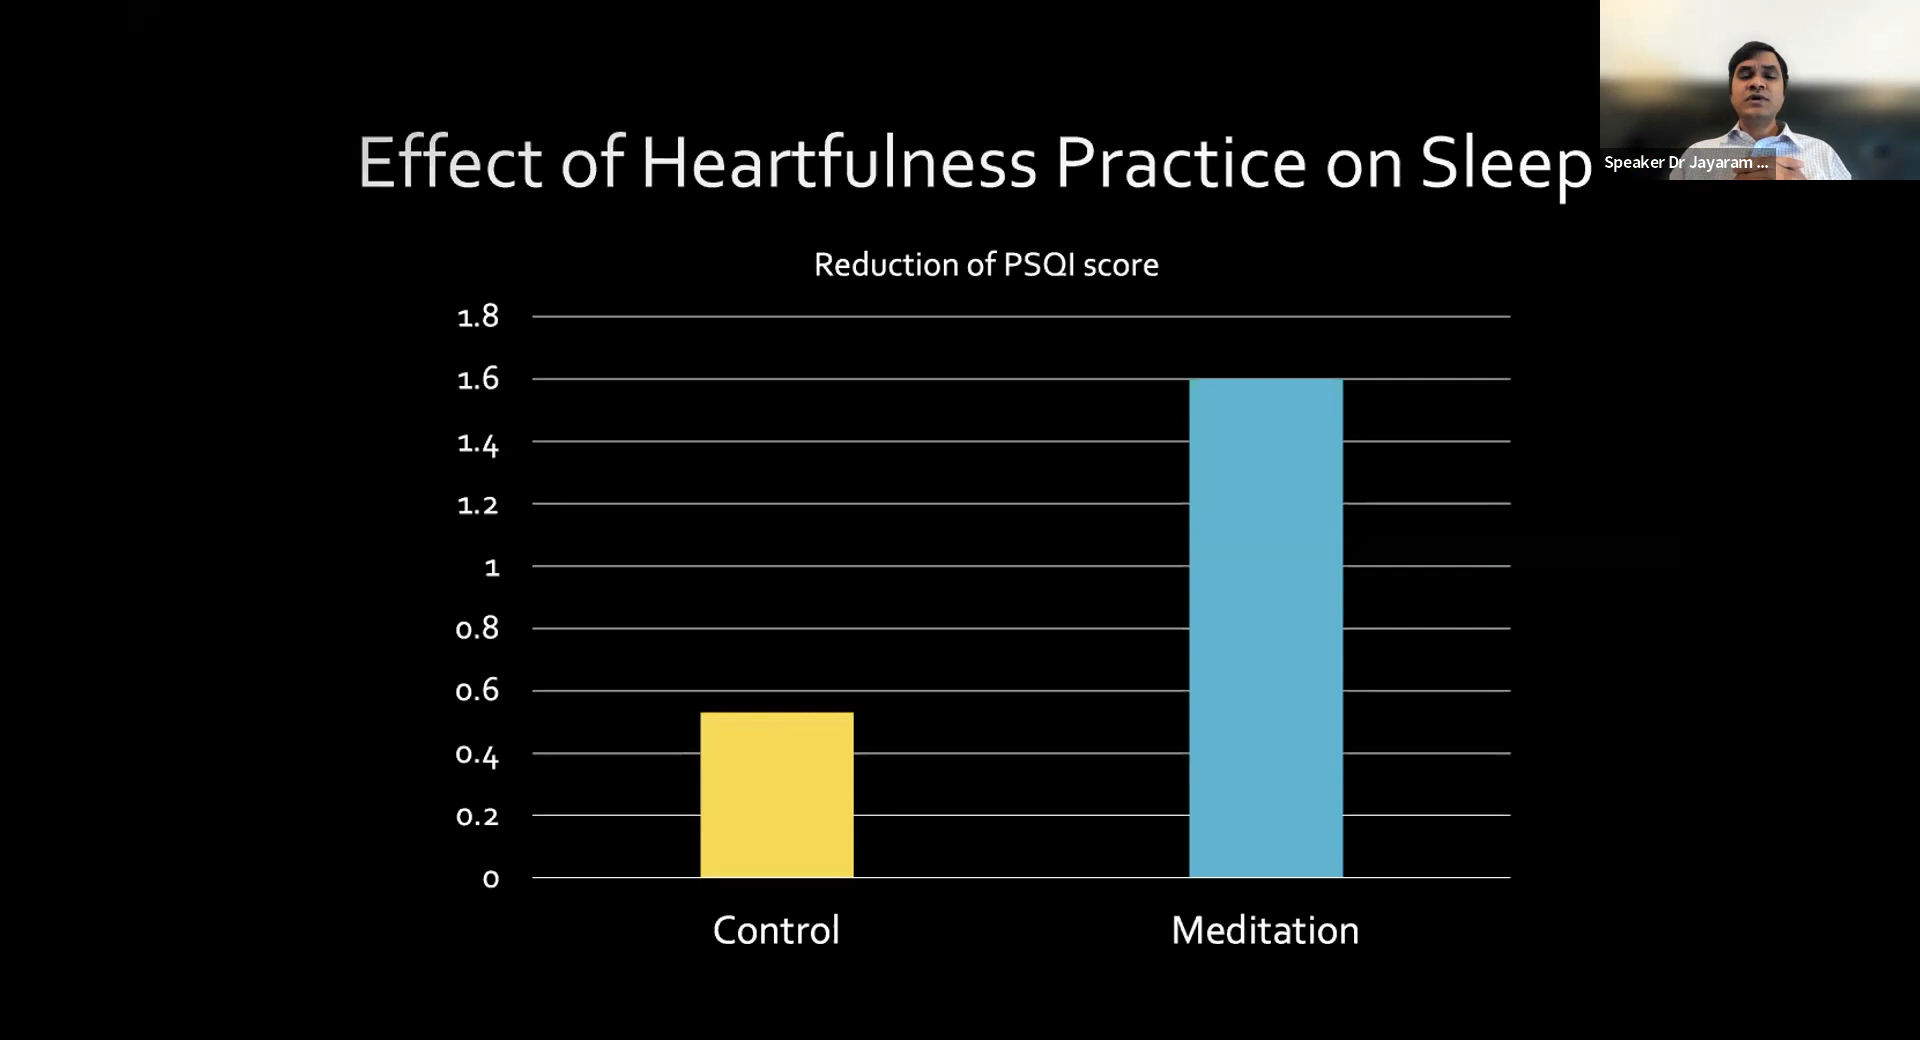 Effect of Heartfulness Practice on Sleep
Speaker Dr Jayaram ...
Reduction of PSQI score
1.8
1.6
1.4
1.2
1
0.8
0.6
0.4
0.2
0
Control Meditation